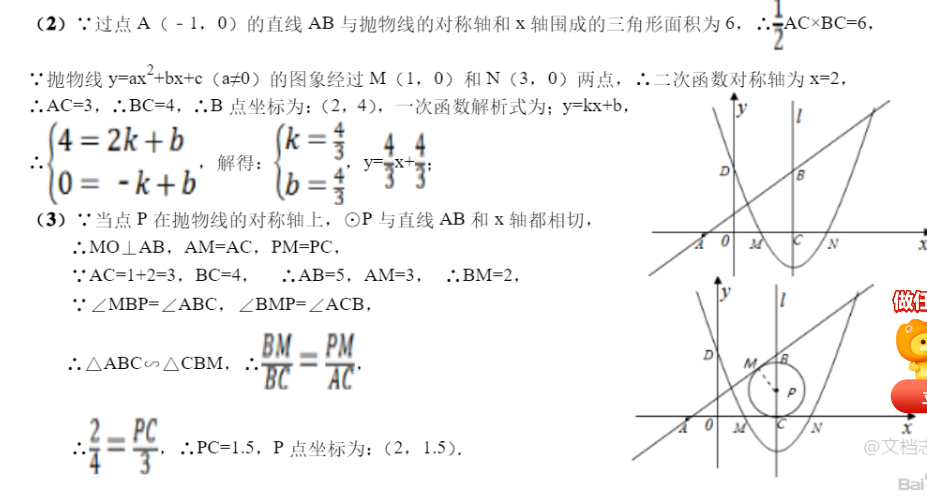 （2）∵过点 A（﹣1，0）的直线 AB 与抛物线的对称轴和 x 轴围成的三角形面积为 6，∴1/2AC×BC=6，
∵抛物线 y=ax²+bx+c（a≠0）的图象经过 M（1，0）和 N（3，0）两点，∴二次函数对称轴为 x=2，
∴AC=3，∴BC=4，∴B 点坐标为：（2，4），一次函数解析式为；y=kx+b，
∴{4=2k+b
0= -k+b，解得：{k=4/3
b=4/3，y=4/3x+4/3；
（3）∵当点 P 在抛物线的对称轴上，⊙P 与直线 AB 和 x 轴都相切，
∴MO⊥AB，AM=AC，PM=PC，
∵AC=1+2=3，BC=4，∴AB=5，AM=3，∴BM=2，
∵∠MBP=∠ABC，∠BMP=∠ACB，
∴△ABC∽△CBM，∴BM/BC=PM/AC，
∴2/4=PC/3，∴PC=1.5，P 点坐标为：（2，1.5）．
y
l
D
B
A
0
M
C
N
x
y
l
D
M
B
P
A
0
M
C
N
x
做任
@文档志
Bai